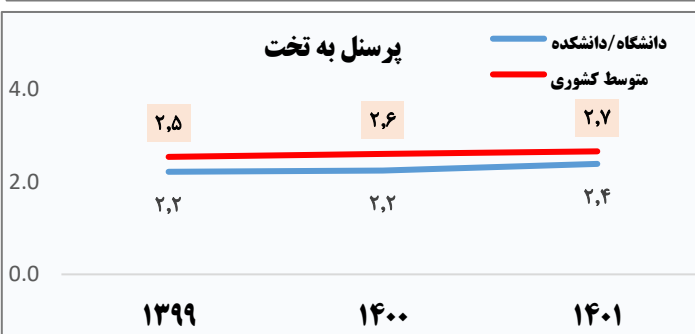 پرسنل به تخت
دانشگاه/دانشکده
متوسط کشوری
4.0
2.0
0.0
۲,۵ ۲,۶ ۲,۷
۲,۲ ۲,۲ ۲,۴
۱۳۹۹ ۱۴۰۰ ۱۴۰۱